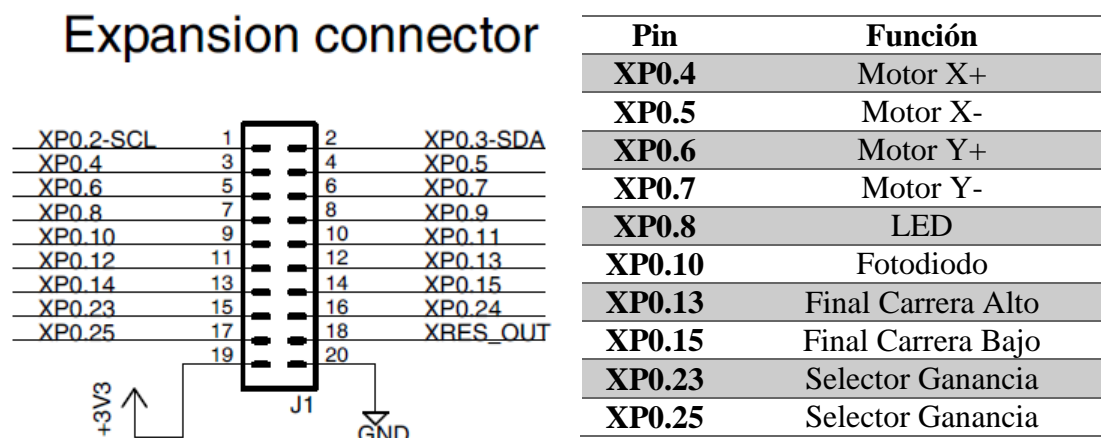 Expansion connector
XP0.2-SCL 1 2 XP0.3-SDA
XP0.4 3 4 XP0.5
XP0.6 5 6 XP0.7
XP0.8 7 8 XP0.9
XP0.10 9 10 XP0.11
XP0.12 11 12 XP0.13
XP0.14 13 14 XP0.15
XP0.23 15 16 XP0.24
XP0.25 17 18 XRES_OUT
19 20
+3V3
J1
GND
Pin Función
XP0.4 Motor X+
XP0.5 Motor X-
XP0.6 Motor Y+
XP0.7 Motor Y-
XP0.8 LED
XP0.10 Fotodiodo
XP0.13 Final Carrera Alto
XP0.15 Final Carrera Bajo
XP0.23 Selector Ganancia
XP0.25 Selector Ganancia